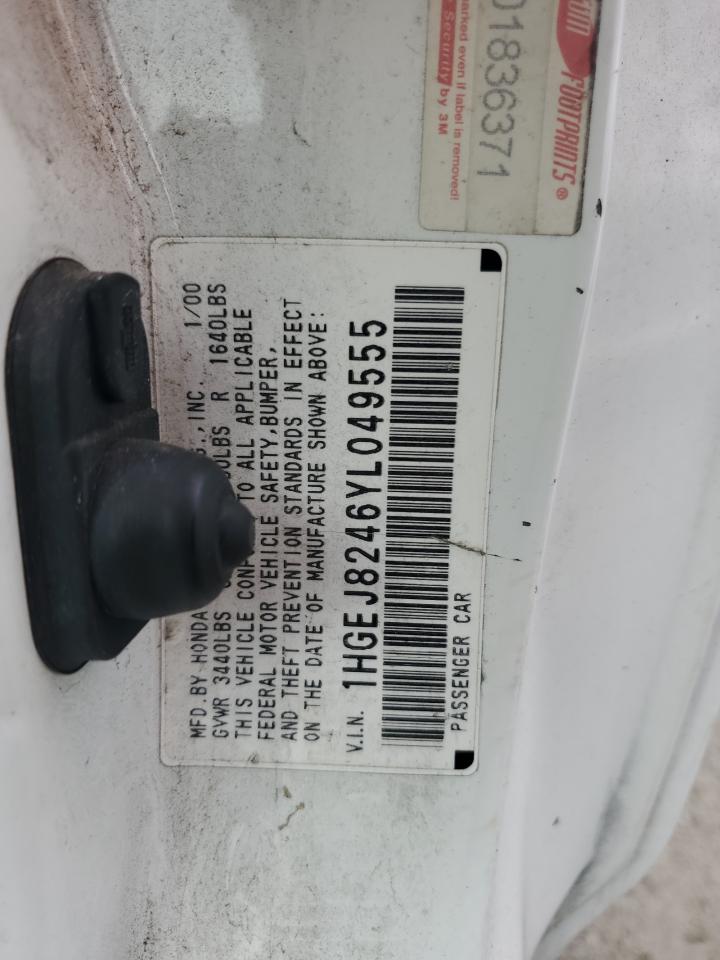 MFD.BY HONDA INC. 1/00
GVWR 3440LBS R 1640LBS
THIS VEHICLE TO ALL APPLICABLE
FEDERAL MOTOR VEHICLE SAFETY,BUMPER,
AND THEFT PREVENTION STANDARDS IN EFFECT
ON THE DATE OF MANUFACTURE SHOWN ABOVE:
V.I.N. 1HGEJ8246YL049555
PASSENGER CAR
FOOTPRINTS®
01836371
marked even if label is removed!
Security by 3M